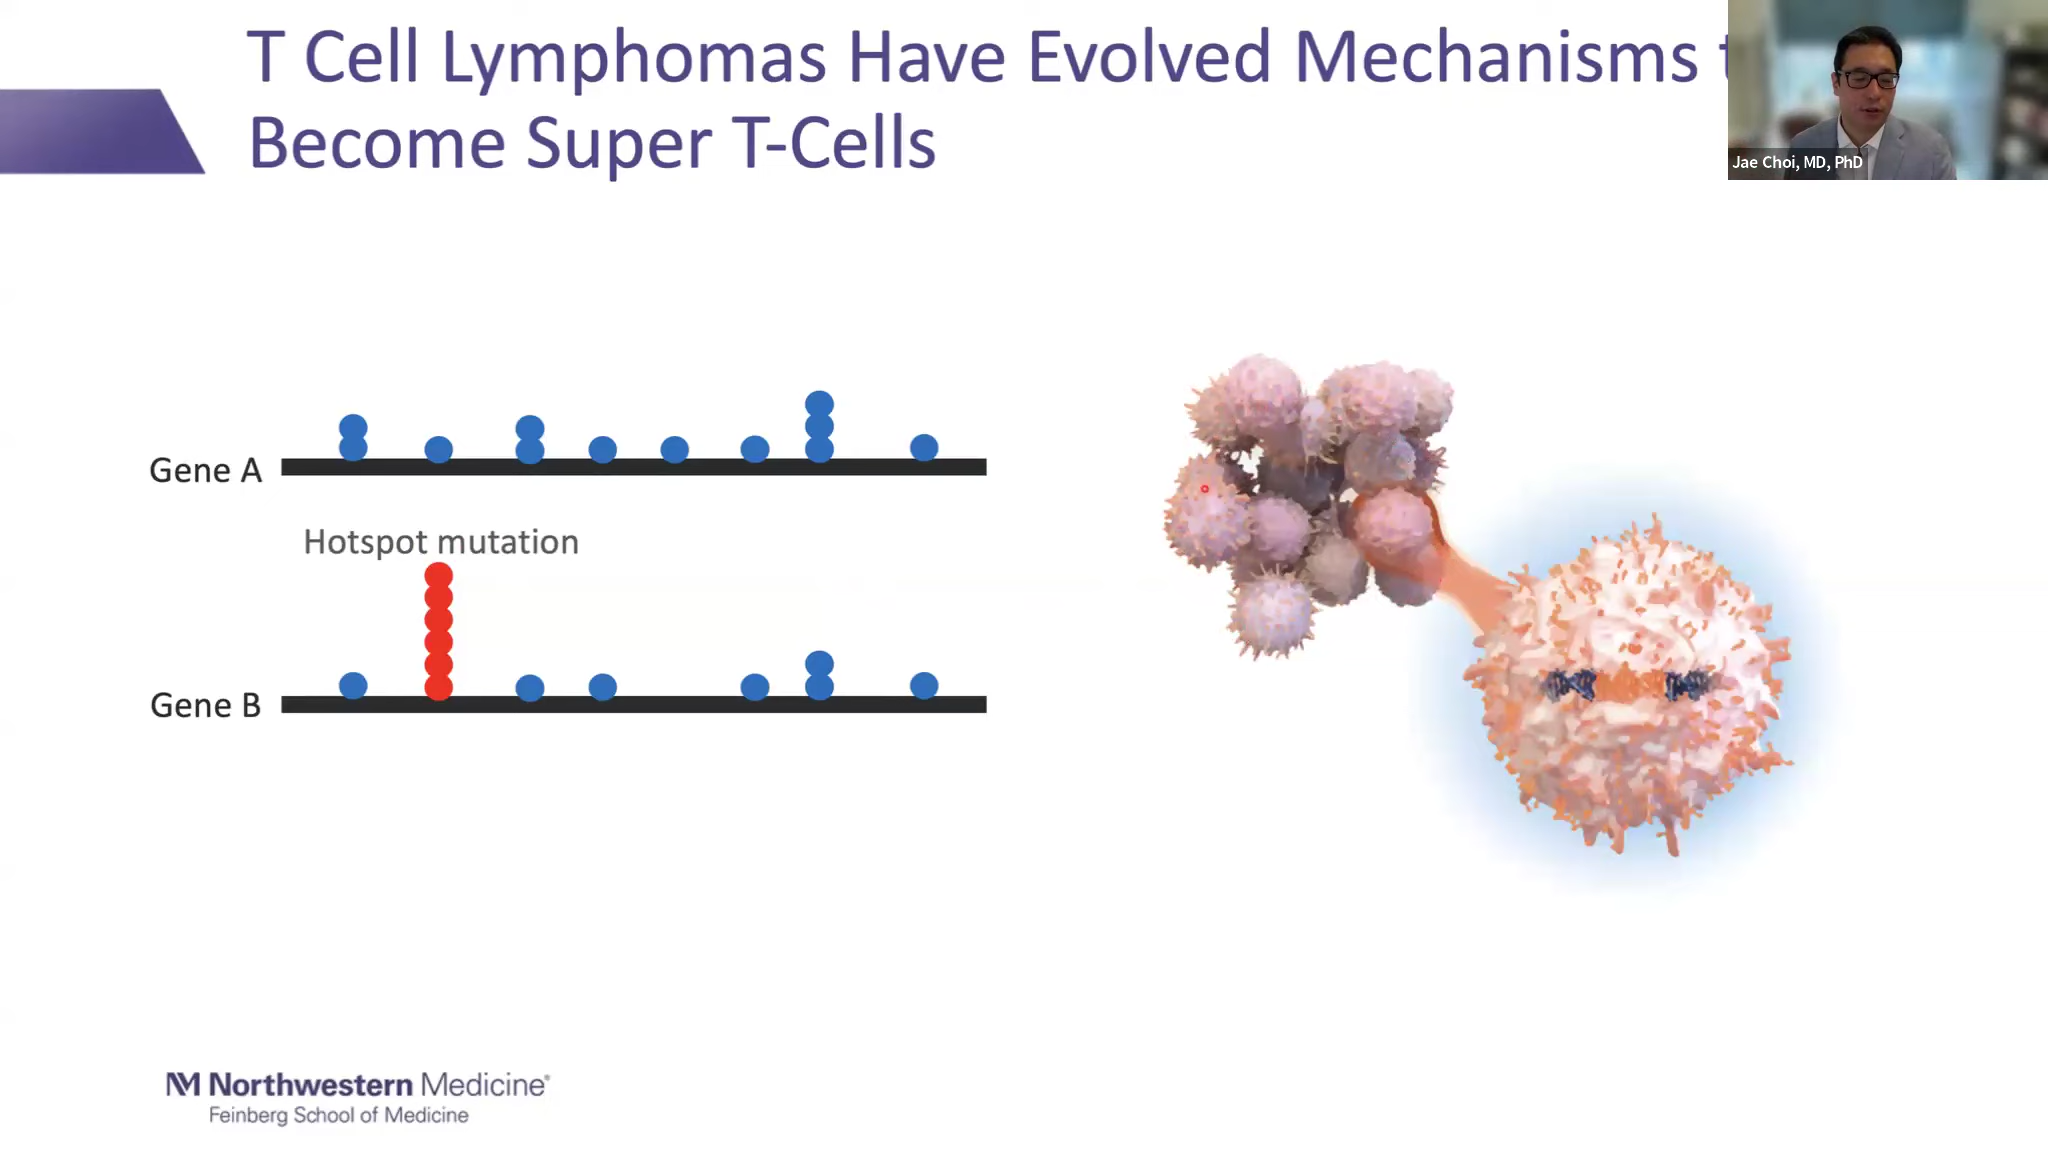 T Cell Lymphomas Have Evolved Mechanisms
Become Super T-Cells
Jae Choi, MD, PhD
Gene A
Hotspot mutation
Gene B
NM Northwestern Medicine®
Feinberg School of Medicine